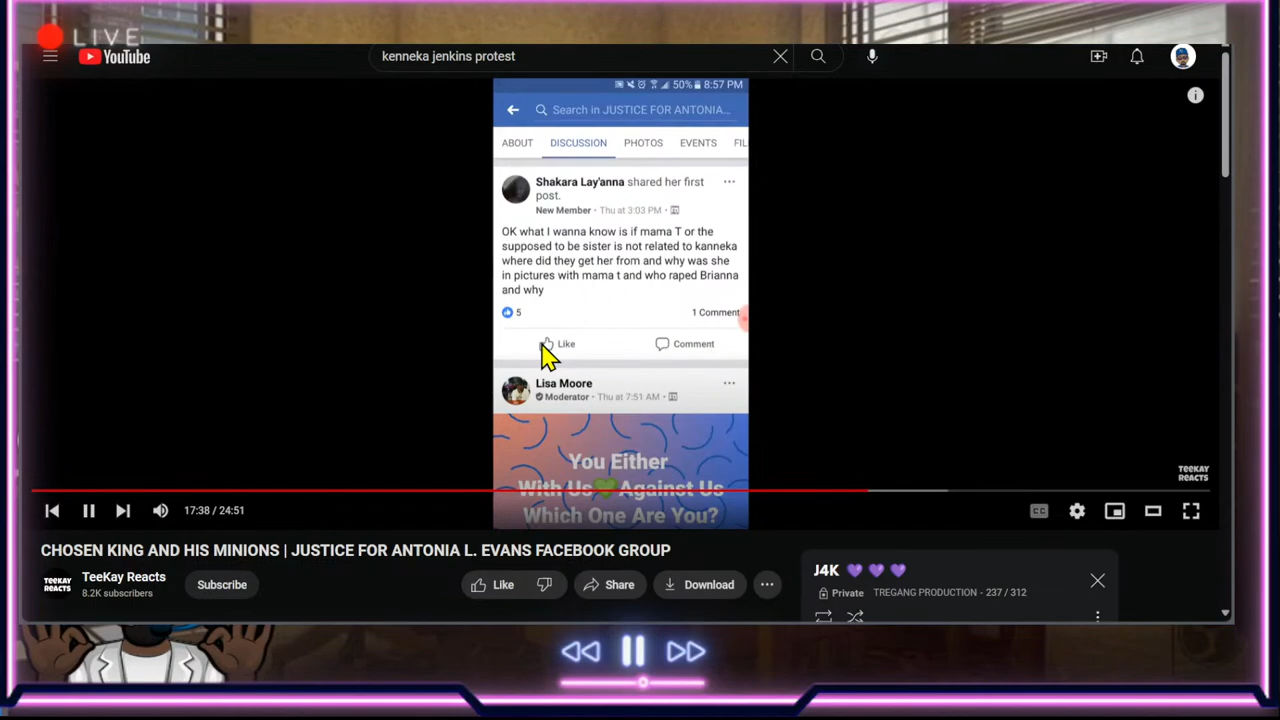 LIVE
YouTube
kenneka jenkins protest
50% 8:57 PM
Search in JUSTICE FOR ANTONIA...
ABOUT DISCUSSION PHOTOS EVENTS FIL
Shakara Lay'anna shared her first
post.
New Member • Thu at 3:03 PM •
OK what I wanna know is if mama T or the
supposed to be sister is not related to kanneka
where did they get her from and why was she
in pictures with mama t and who raped Brianna
and why
5 1 Comment
Like Comment
Lisa Moore
Moderator • Thu at 7:51 AM •
You Either
With Us💚Against Us
Which One Are You?
TEEKAY
REACTS
17:38 / 24:51
CC
CHOSEN KING AND HIS MINIONS | JUSTICE FOR ANTONIA L. EVANS FACEBOOK GROUP
TEEKAY
REACTS
TeeKay Reacts
8.2K subscribers
Subscribe
Like Share Download
J4K 💜 💜 💜
Private TREGANG PRODUCTION - 237 / 312